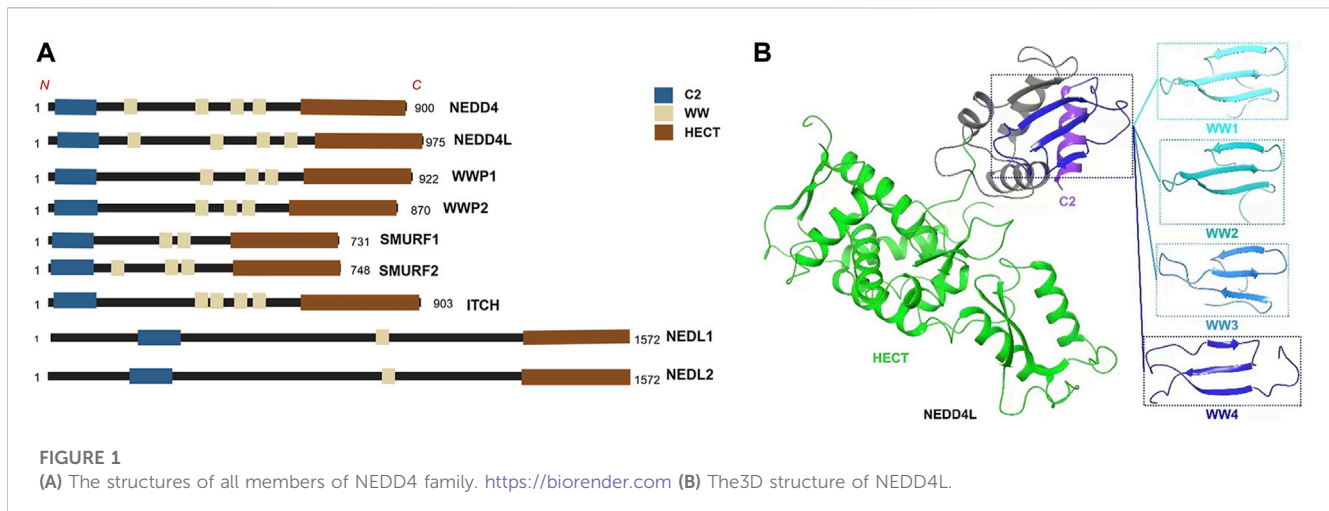 A
N C
1 900 NEDD4
1 975 NEDD4L
1 922 WWP1
1 870 WWP2
1 731 SMURF1
1 748 SMURF2
1 903 ITCH
1 1572 NEDL1
1 1572 NEDL2
C2
WW
HECT
B
C2
HECT
NEDD4L
WW1
WW2
WW3
WW4
FIGURE 1
(A) The structures of all members of NEDD4 family. https://biorender.com (B) The3D structure of NEDD4L.